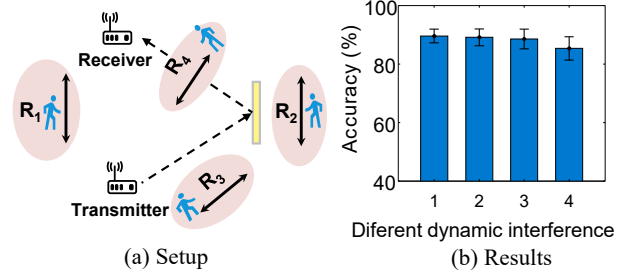 Receiver
R4
R1
R2
R3
Transmitter
(a) Setup
Accuracy (%)
100
80
60
40
1 2 3 4
Diferent dynamic interference
(b) Results